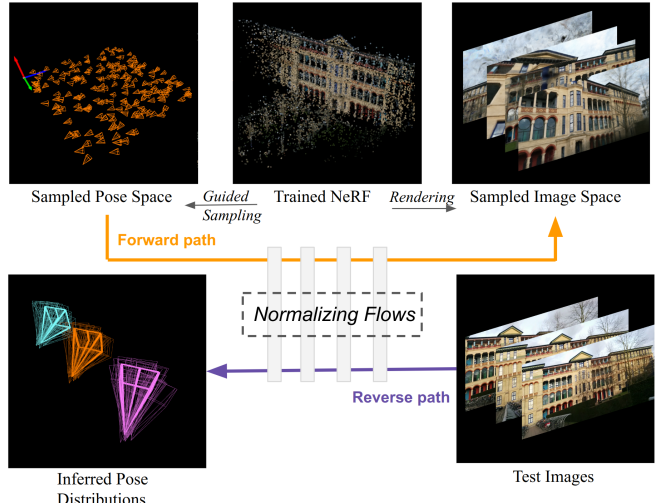 Sampled Pose Space
Guided
Sampling
Trained NeRF
Rendering
Sampled Image Space
Forward path
Normalizing Flows
Reverse path
Inferred Pose
Distributions
Test Images